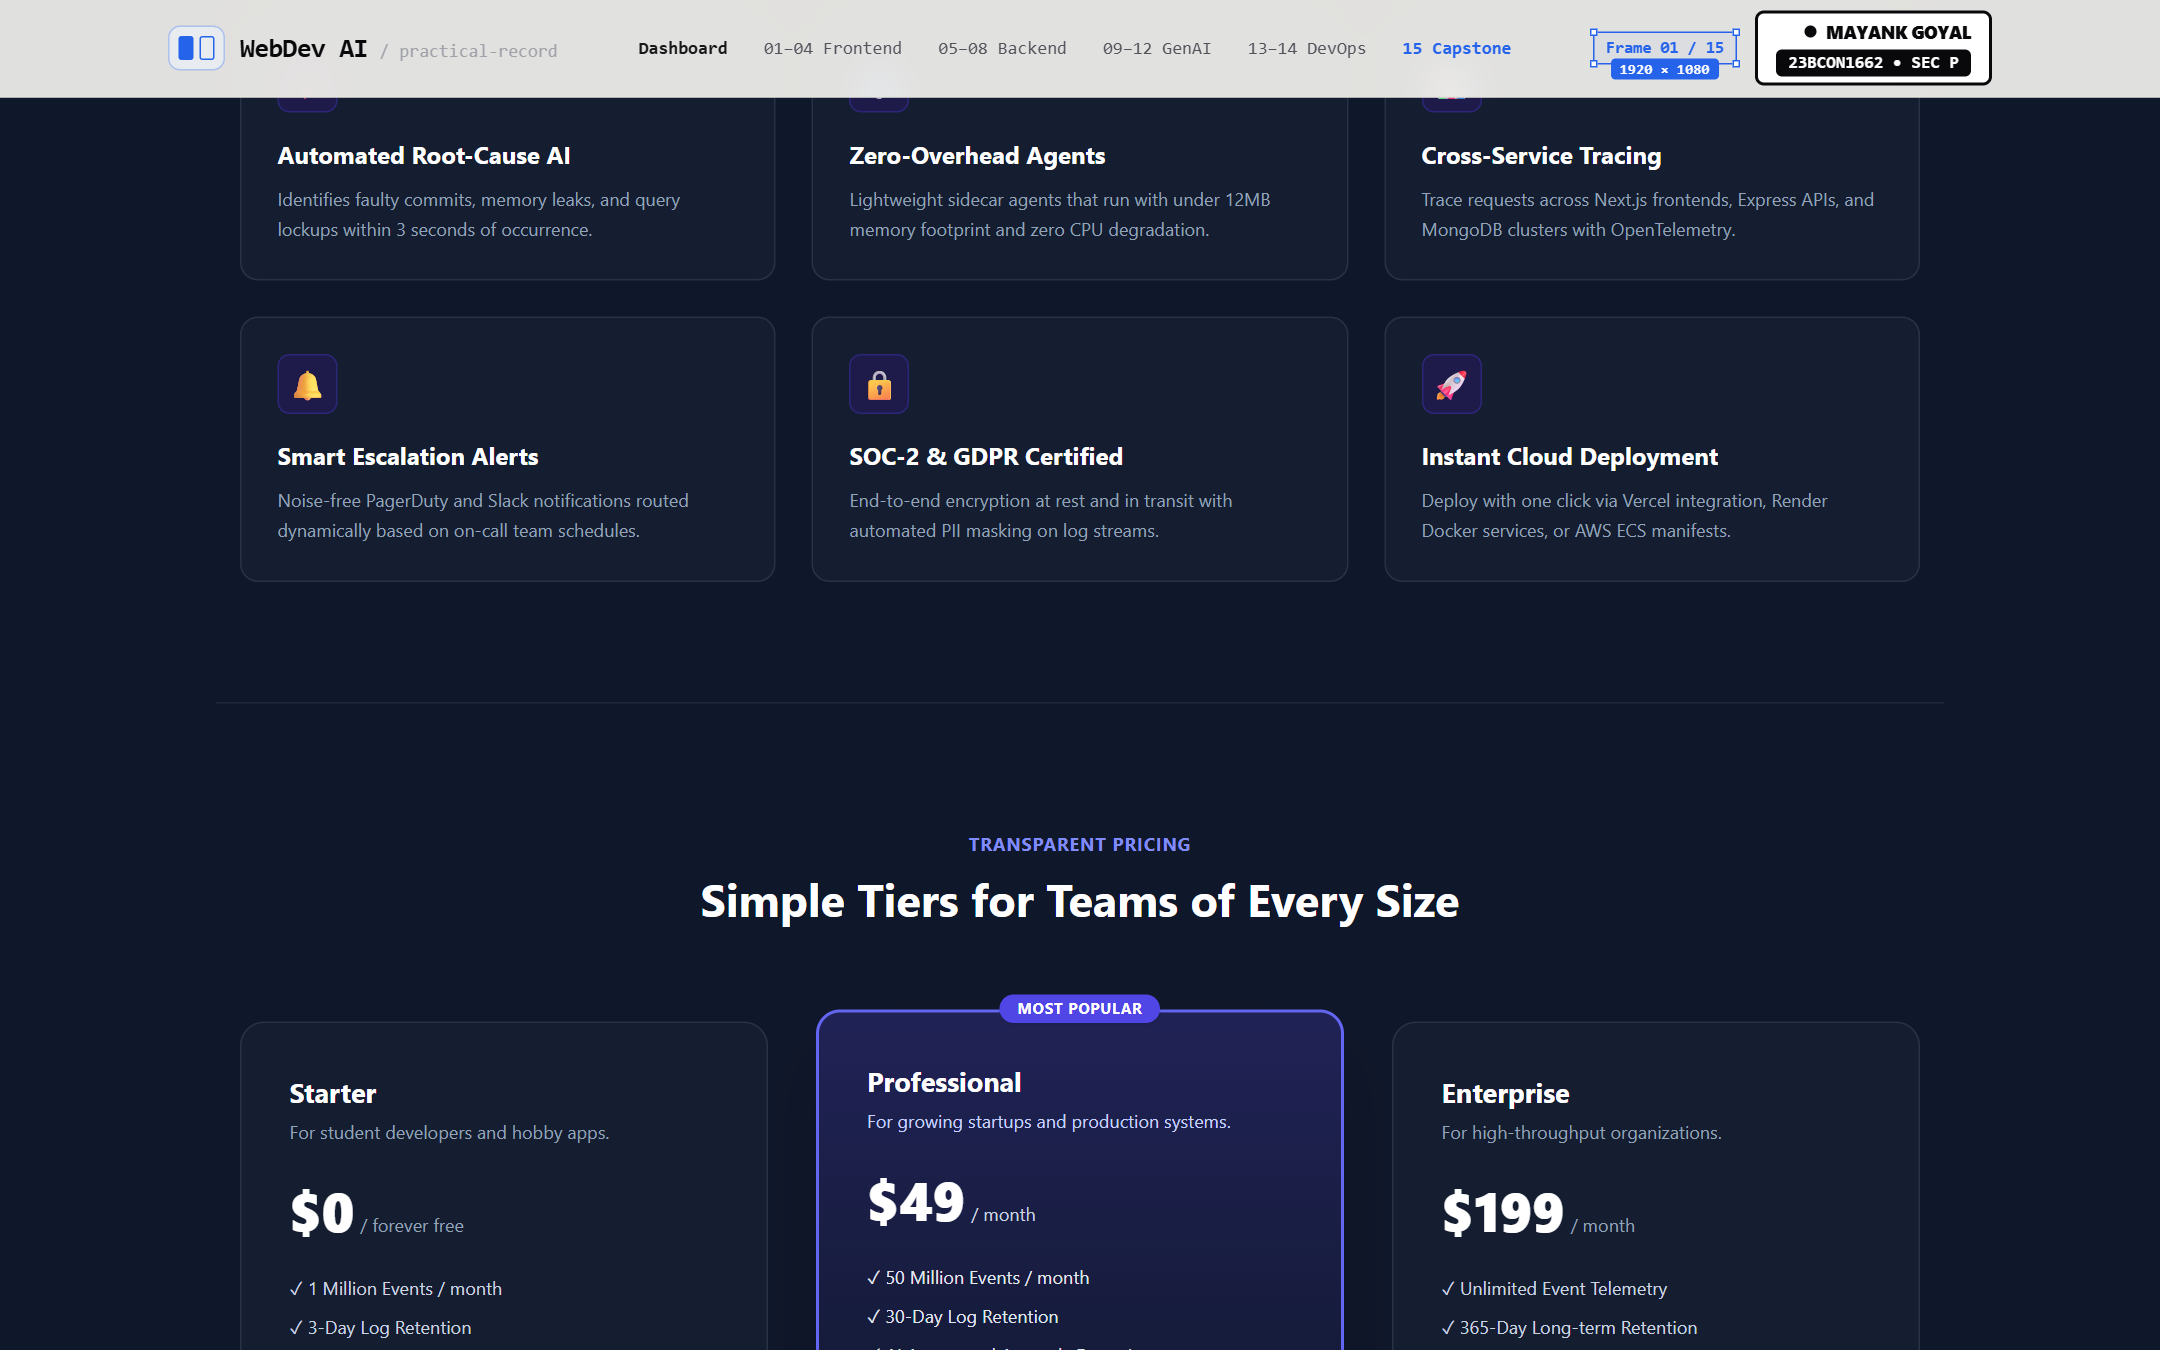 WebDev AI / practical-record
Dashboard
01–04 Frontend
05–08 Backend
09–12 GenAI
13–14 DevOps
15 Capstone
Frame 01 / 15
1920 × 1080
● MAYANK GOYAL
23BCON1662 • SEC P
Automated Root-Cause AI
Identifies faulty commits, memory leaks, and query
lockups within 3 seconds of occurrence.
Zero-Overhead Agents
Lightweight sidecar agents that run with under 12MB
memory footprint and zero CPU degradation.
Cross-Service Tracing
Trace requests across Next.js frontends, Express APIs, and
MongoDB clusters with OpenTelemetry.
Smart Escalation Alerts
Noise-free PagerDuty and Slack notifications routed
dynamically based on on-call team schedules.
SOC-2 & GDPR Certified
End-to-end encryption at rest and in transit with
automated PII masking on log streams.
Instant Cloud Deployment
Deploy with one click via Vercel integration, Render
Docker services, or AWS ECS manifests.
TRANSPARENT PRICING
Simple Tiers for Teams of Every Size
Starter
For student developers and hobby apps.
$0 / forever free
✓ 1 Million Events / month
✓ 3-Day Log Retention
MOST POPULAR
Professional
For growing startups and production systems.
$49 / month
✓ 50 Million Events / month
✓ 30-Day Log Retention
Enterprise
For high-throughput organizations.
$199 / month
✓ Unlimited Event Telemetry
✓ 365-Day Long-term Retention